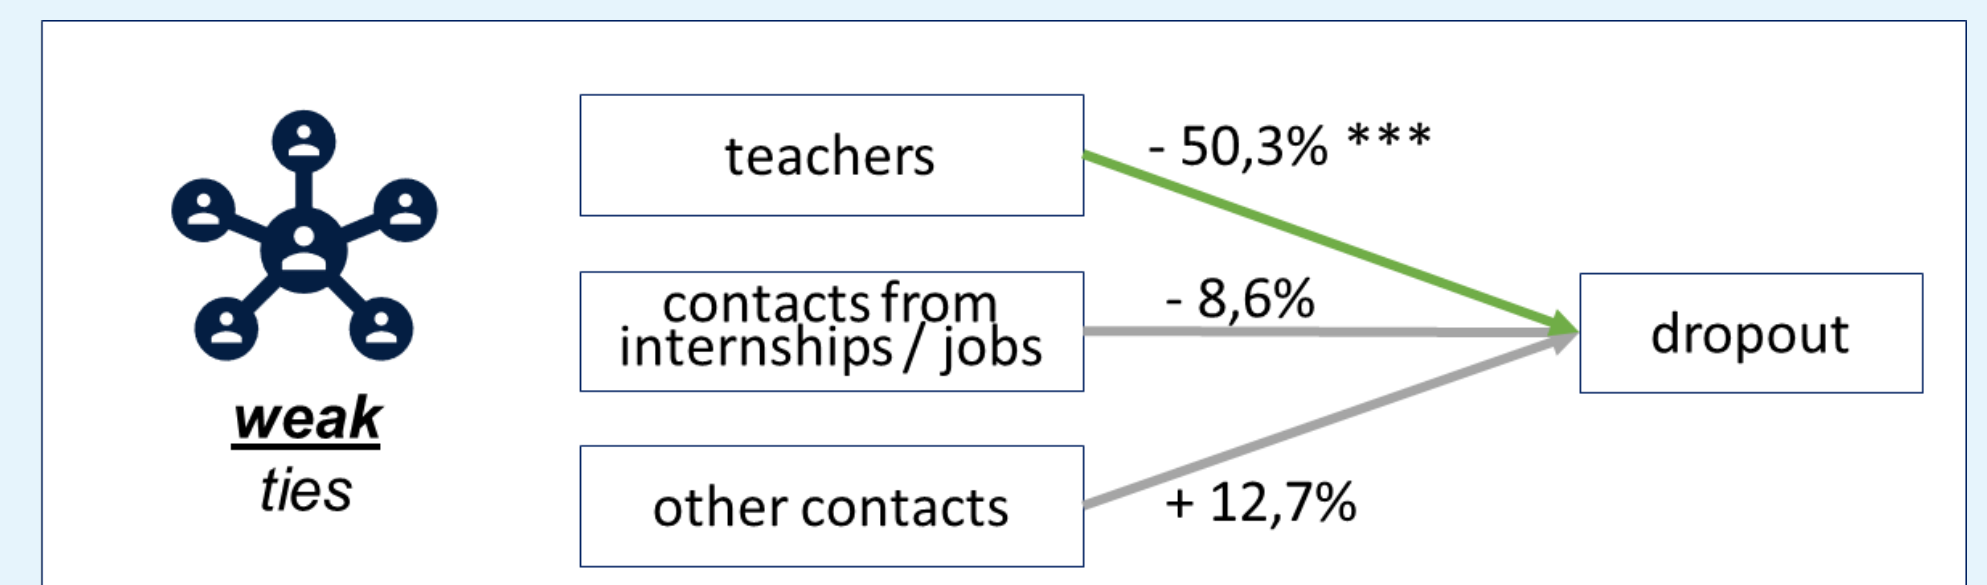 teachers
- 50,3% ***
contacts from
internships / jobs
- 8,6%
dropout
other contacts
+ 12,7%
weak
ties